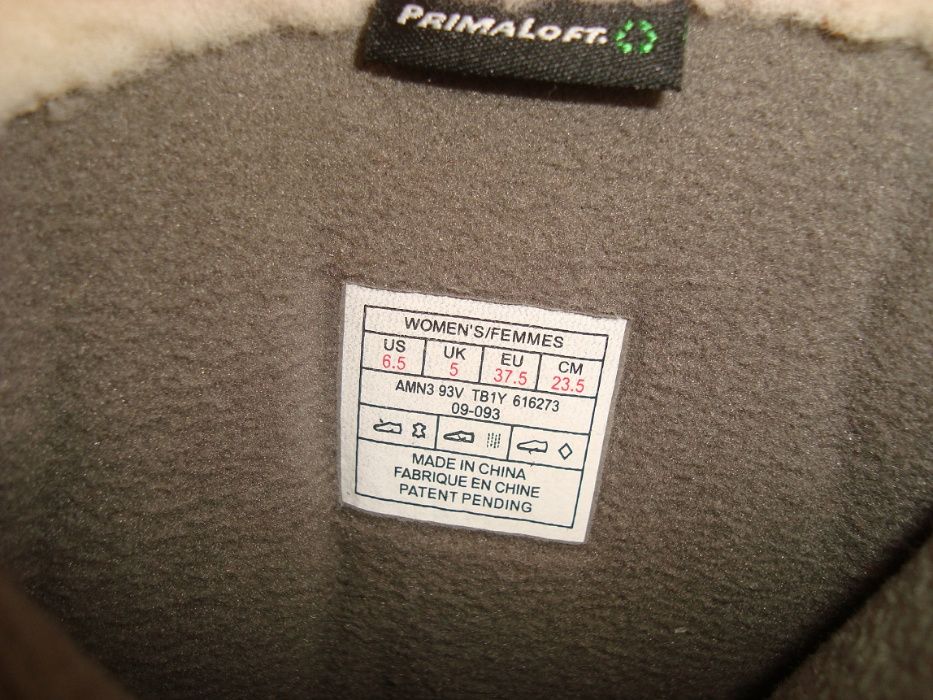 PRIMALOFT.
WOMEN'S/FEMMES
US UK EU CM
6.5 5 37.5 23.5
AMN3 93V TB1Y 616273
09-093
MADE IN CHINA
FABRIQUE EN CHINE
PATENT PENDING